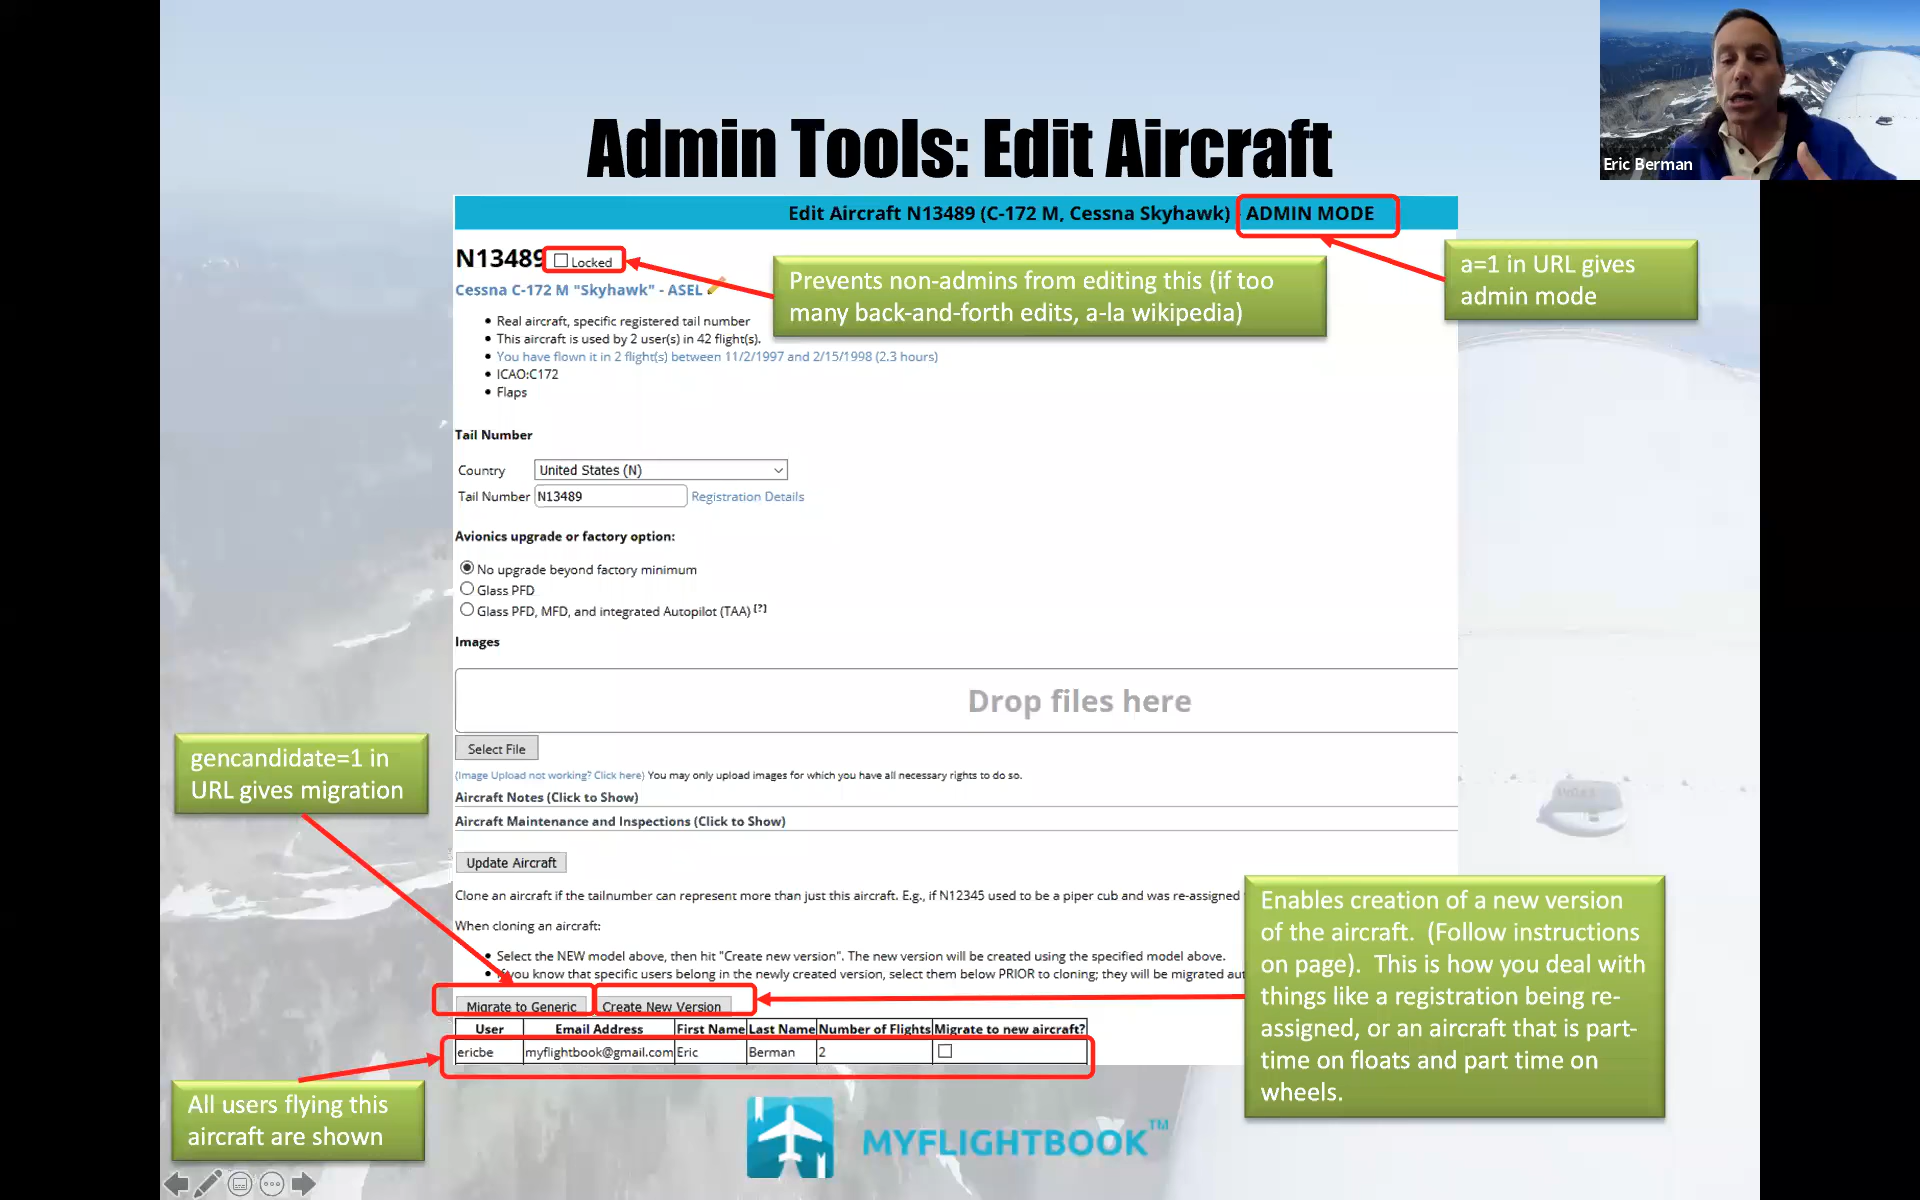 Eric Berman
Admin Tools: Edit Aircraft
Edit Aircraft N13489 (C-172 M, Cessna Skyhawk) - ADMIN MODE
N13489
Locked
Cessna C-172 M "Skyhawk" - ASEL
Prevents non-admins from editing this (if too
many back-and-forth edits, a-la wikipedia)
a=1 in URL gives
admin mode
• Real aircraft, specific registered tail number
• This aircraft is used by 2 user(s) in 42 flight(s).
• You have flown it in 2 flight(s) between 11/2/1997 and 2/15/1998 (2.3 hours)
• ICAO:C172
• Flaps
Tail Number
Country United States (N)
Tail Number N13489 Registration Details
Avionics upgrade or factory option:
No upgrade beyond factory minimum
Glass PFD
Glass PFD, MFD, and integrated Autopilot (TAA) [?]
Images
Drop files here
Select File
(Image Upload not working? Click here) You may only upload images for which you have all necessary rights to do so.
Aircraft Notes (Click to Show)
Aircraft Maintenance and Inspections (Click to Show)
gencandidate=1 in
URL gives migration
Update Aircraft
Clone an aircraft if the tailnumber can represent more than just this aircraft. E.g., if N12345 used to be a piper cub and was re-assigned
When cloning an aircraft:
• Select the NEW model above, then hit "Create new version". The new version will be created using the specified model above.
• If you know that specific users belong in the newly created version, select them below PRIOR to cloning; they will be migrated aut
Migrate to Generic Create New Version
User Email Address First Name Last Name Number of Flights Migrate to new aircraft?
ericbe myflightbook@gmail.com Eric Berman 2
Enables creation of a new version
of the aircraft. (Follow instructions
on page). This is how you deal with
things like a registration being re-
assigned, or an aircraft that is part-
time on floats and part time on
wheels.
All users flying this
aircraft are shown
MYFLIGHTBOOK™